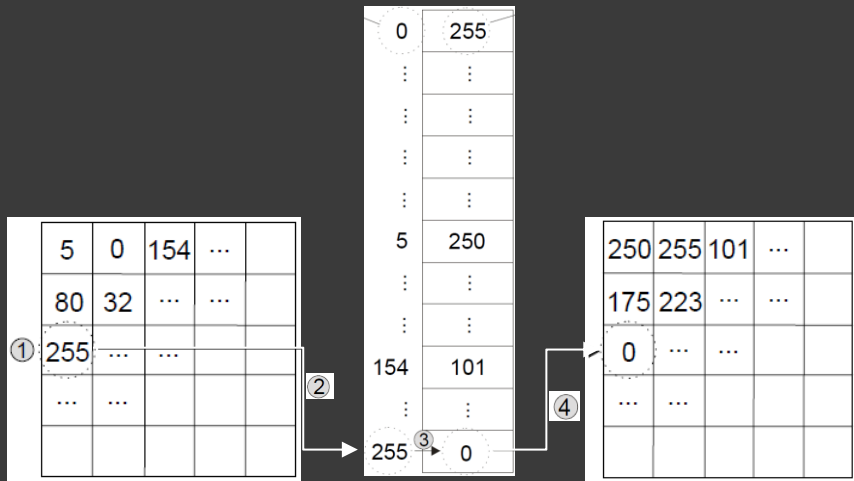 0 255
⋮ ⋮
⋮ ⋮
⋮ ⋮
⋮ ⋮
5 250
⋮ ⋮
⋮ ⋮
154 101
⋮ ⋮
255 ③ 0
5 0 154 ...
80 32 ... ...
① 255 ... ...
... ...
②
④
250 255 101 ...
175 223 ... ...
0 ... ...
... ...